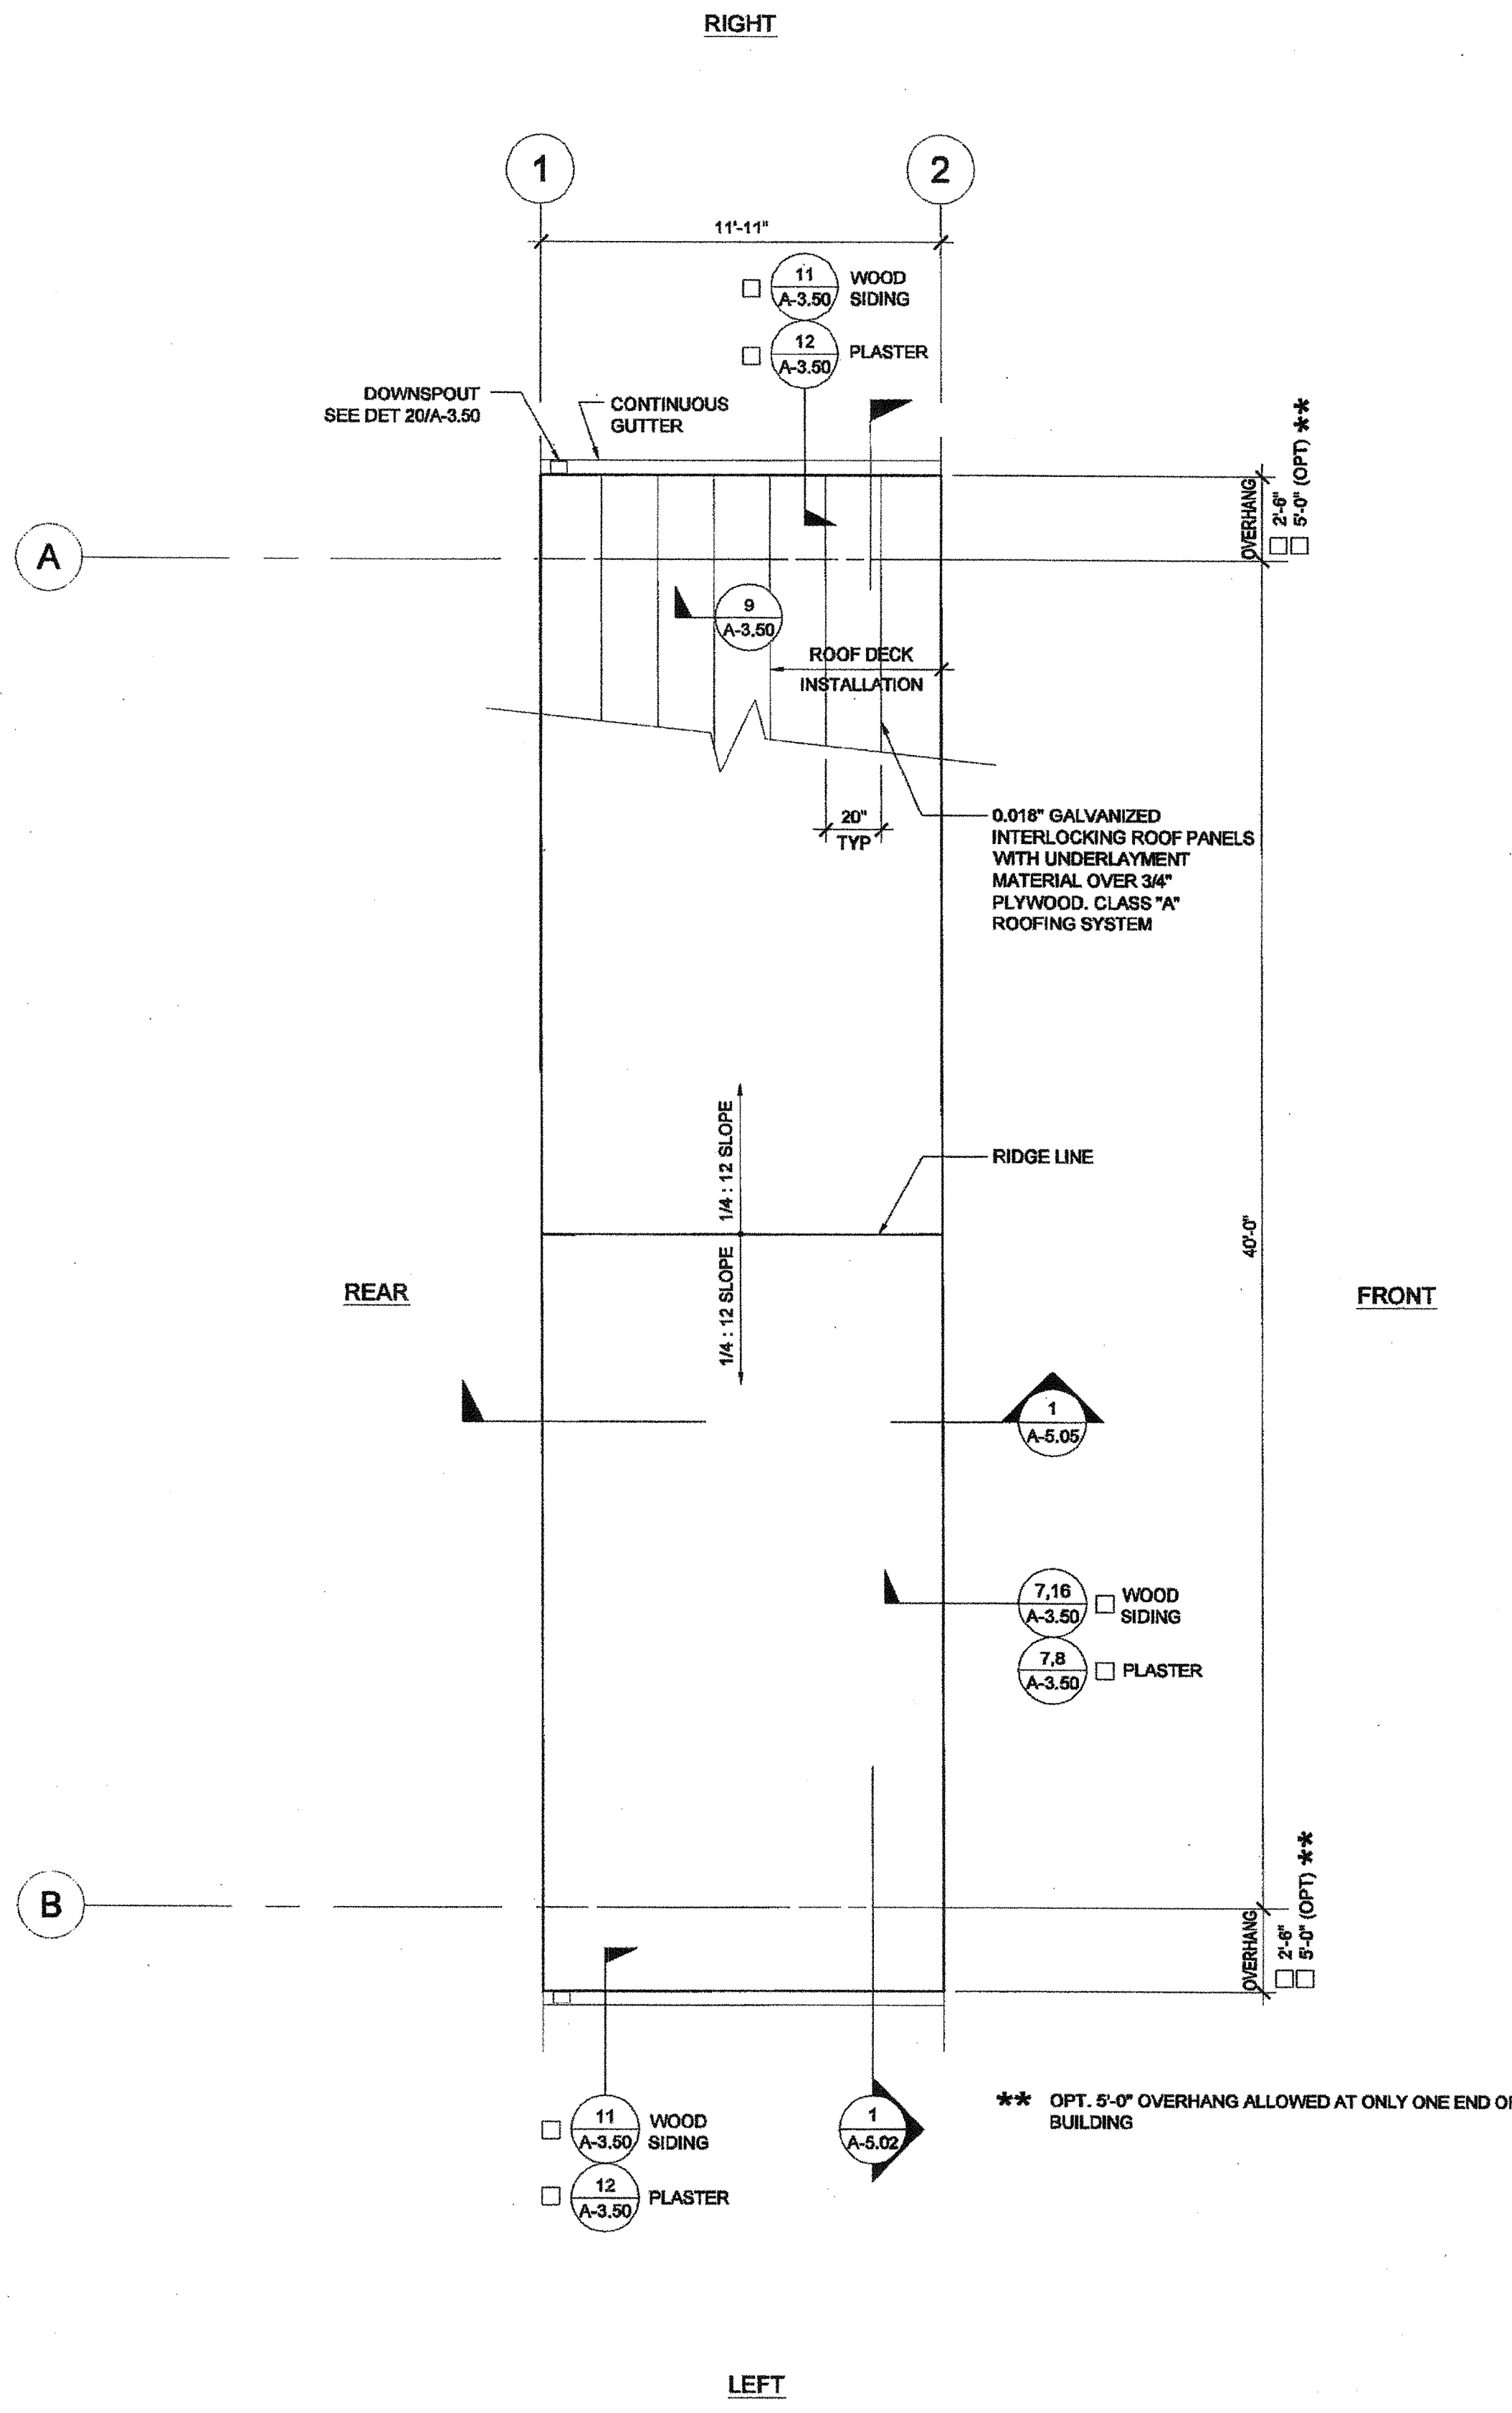 RIGHT
1
2
11'-11"
11
A-3.50
WOOD
SIDING
12
A-3.50
PLASTER
DOWNSPOUT
SEE DET 20/A-3.50
CONTINUOUS
GUTTER
OVERHANG
2'-6"
5'-0" (OPT) **
A
9
A-3.50
ROOF DECK
INSTALLATION
20"
TYP
0.018" GALVANIZED
INTERLOCKING ROOF PANELS
WITH UNDERLAYMENT
MATERIAL OVER 3/4"
PLYWOOD. CLASS "A"
ROOFING SYSTEM
1/4 : 12 SLOPE
RIDGE LINE
40'-0"
1/4 : 12 SLOPE
REAR
FRONT
1
A-5.05
7,16
A-3.50
WOOD
SIDING
7,8
A-3.50
PLASTER
B
OVERHANG
2'-6"
5'-0" (OPT) **
11
A-3.50
WOOD
SIDING
12
A-3.50
PLASTER
1
A-5.02
** OPT. 5'-0" OVERHANG ALLOWED AT ONLY ONE END OF
BUILDING
LEFT